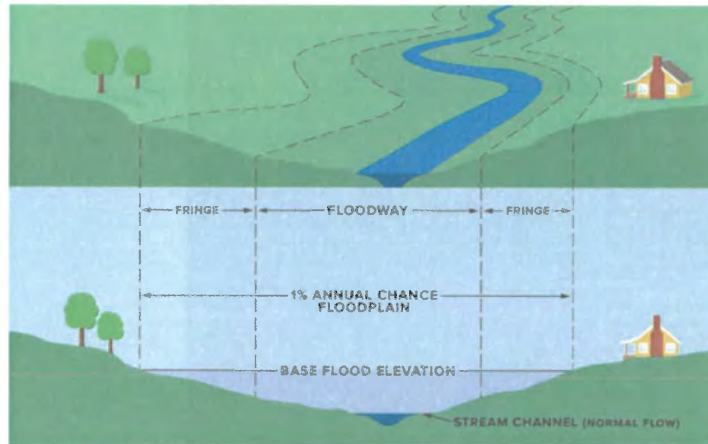 FRINGE
FLOODWAY
FRINGE
1% ANNUAL CHANCE
FLOODPLAIN
BASE FLOOD ELEVATION
STREAM CHANNEL (NORMAL FLOW)